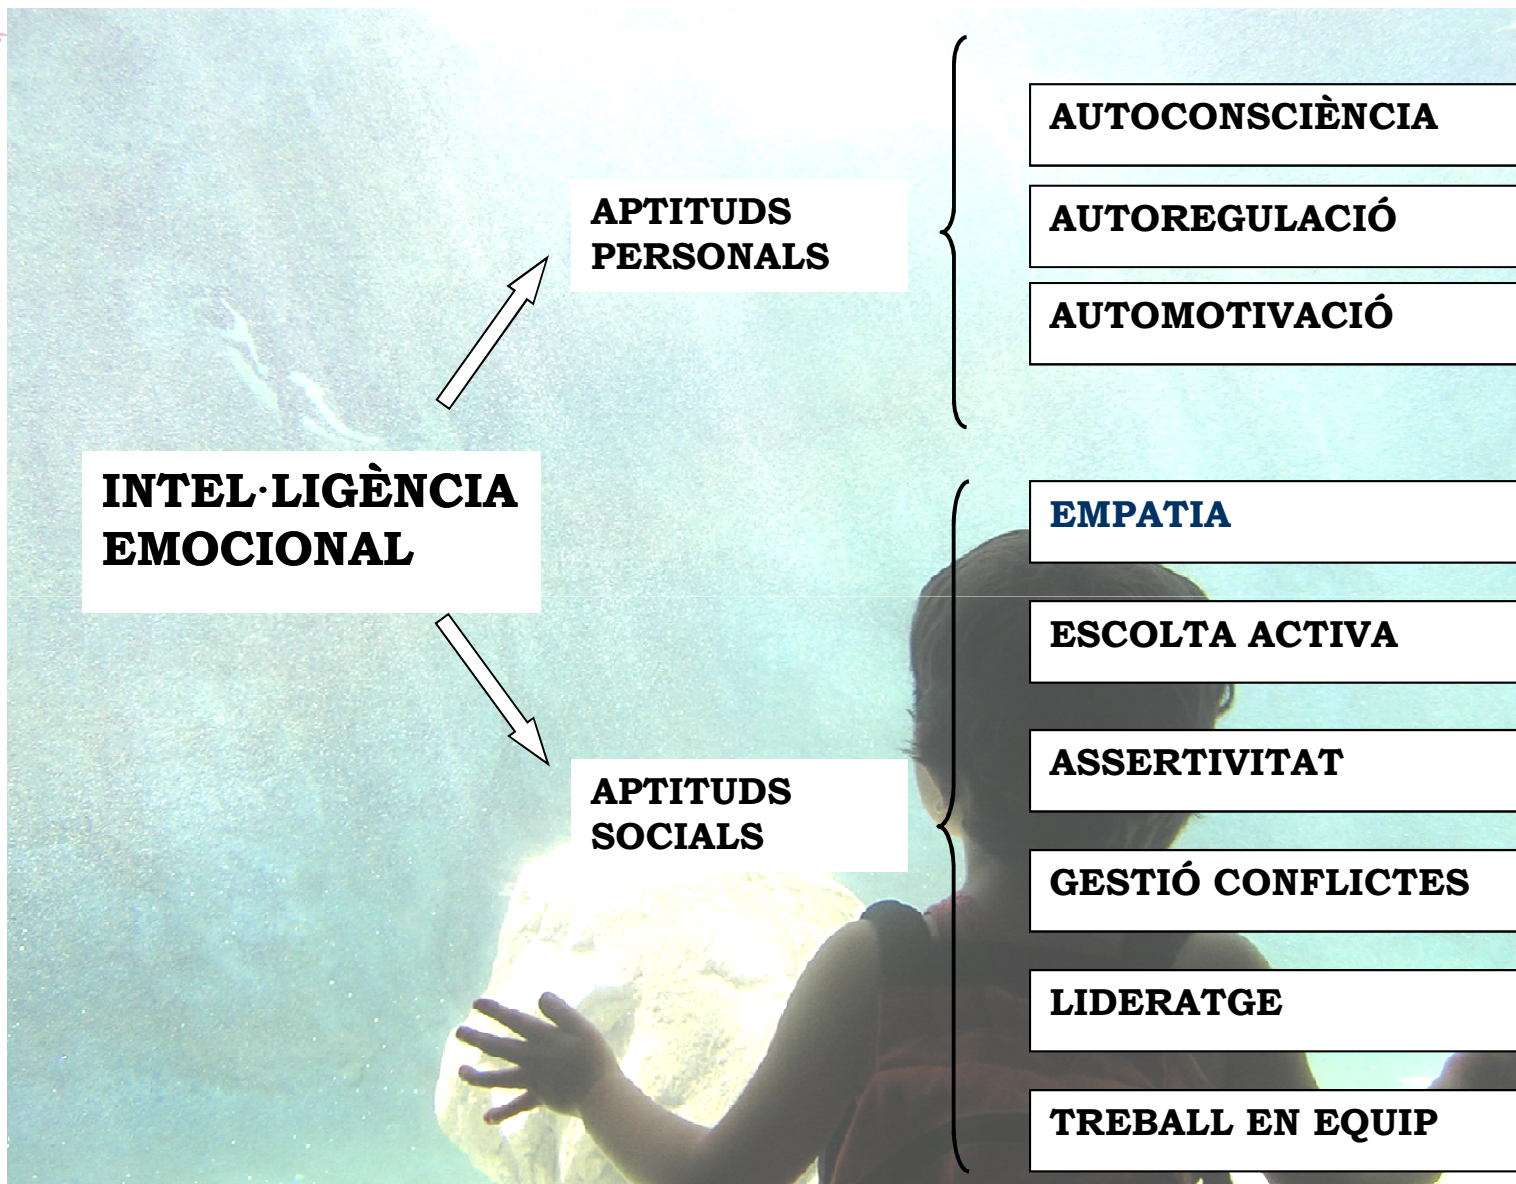 AUTOCONSCIÈNCIA
APTITUDS
PERSONALS
AUTOREGULACIÓ
AUTOMOTIVACIÓ
INTEL·LIGÈNCIA
EMOCIONAL
EMPATIA
ESCOLTA ACTIVA
ASSERTIVITAT
APTITUDS
SOCIALS
GESTIÓ CONFLICTES
LIDERATGE
TREBALL EN EQUIP